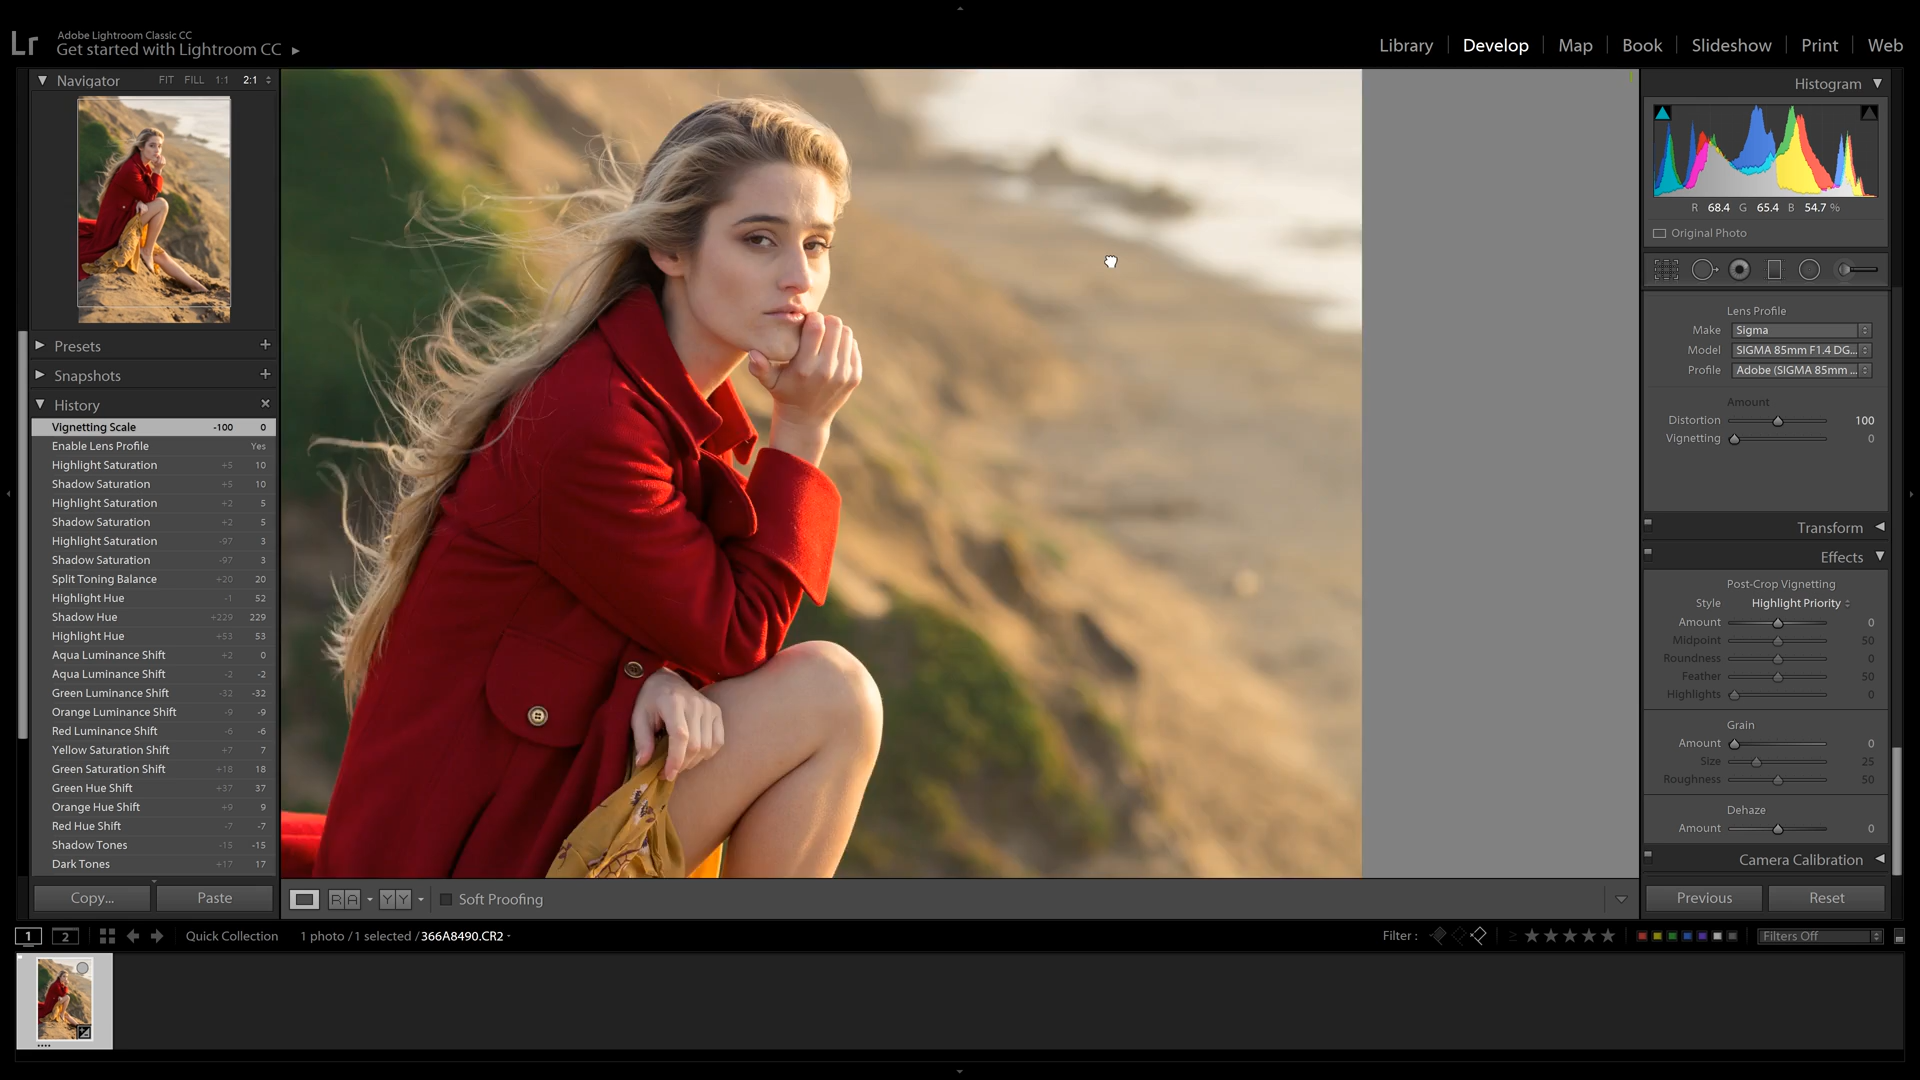 Lr
Adobe Lightroom Classic CC
Get started with Lightroom CC
Library Develop Map Book Slideshow Print Web
Navigator FIT FILL 1:1 2:1
Presets
Snapshots
History
Vignetting Scale -100 0
Enable Lens Profile Yes
Highlight Saturation +5 10
Shadow Saturation +5 10
Highlight Saturation +2 5
Shadow Saturation +2 5
Highlight Saturation -97 3
Shadow Saturation -97 3
Split Toning Balance +20 20
Highlight Hue -1 52
Shadow Hue +229 229
Highlight Hue +53 53
Aqua Luminance Shift +2 0
Aqua Luminance Shift -2 -2
Green Luminance Shift -32 -32
Orange Luminance Shift -9 -9
Red Luminance Shift -6 -6
Yellow Saturation Shift +7 7
Green Saturation Shift +18 18
Green Hue Shift +37 37
Orange Hue Shift +9 9
Red Hue Shift -7 -7
Shadow Tones -15 -15
Dark Tones +17 17
Copy... Paste
RA YY Soft Proofing
Histogram
R 68.4 G 65.4 B 54.7 %
Original Photo
Lens Profile
Make Sigma
Model SIGMA 85mm F1.4 DG...
Profile Adobe (SIGMA 85mm ...
Amount
Distortion 100
Vignetting 0
Transform
Effects
Post-Crop Vignetting
Style Highlight Priority
Amount 0
Midpoint 50
Roundness 0
Feather 50
Highlights 0
Grain
Amount 0
Size 25
Roughness 50
Dehaze
Amount 0
Camera Calibration
Previous Reset
1 2 Quick Collection 1 photo / 1 selected / 366A8490.CR2
Filter : ≥ Filters Off